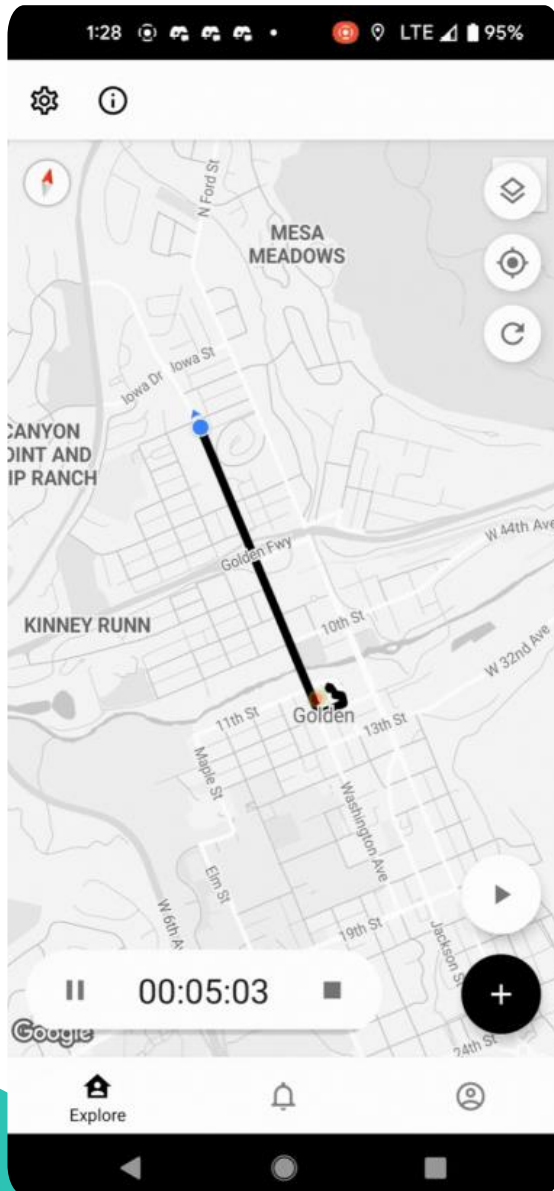 1:28
LTE 95%
N Ford St
MESA
MEADOWS
Iowa St
Iowa Dr
CANYON
POINT AND
IP RANCH
W 44th Ave
Golden Fwy
KINNEY RUNN
10th St
W 32nd Ave
11th St
Golden
13th St
Maple St
Washington Ave
Elm St
W 6th Av
19th St
Jackson St
00:05:03
Google
24th St
Explore